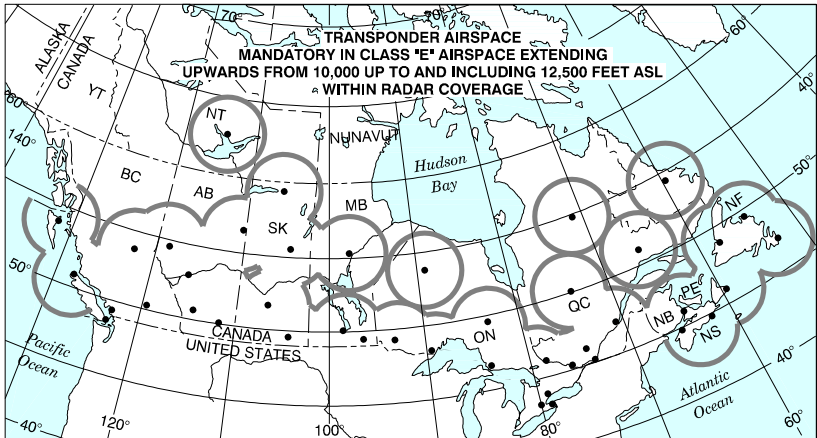 70°
70°
60°
TRANSPONDER AIRSPACE
MANDATORY IN CLASS "E" AIRSPACE EXTENDING
UPWARDS FROM 10,000 UP TO AND INCLUDING 12,500 FEET ASL
WITHIN RADAR COVERAGE
ALASKA
CANADA
YT
60°
40°
NT
NUNAVUT
140°
Hudson
Bay
50°
BC
AB
MB
SK
NF
50°
QC
PE
NB
NS
ON
CANADA
UNITED STATES
Pacific
Ocean
Atlantic
Ocean
40°
40°
120°
100°
80°
60°